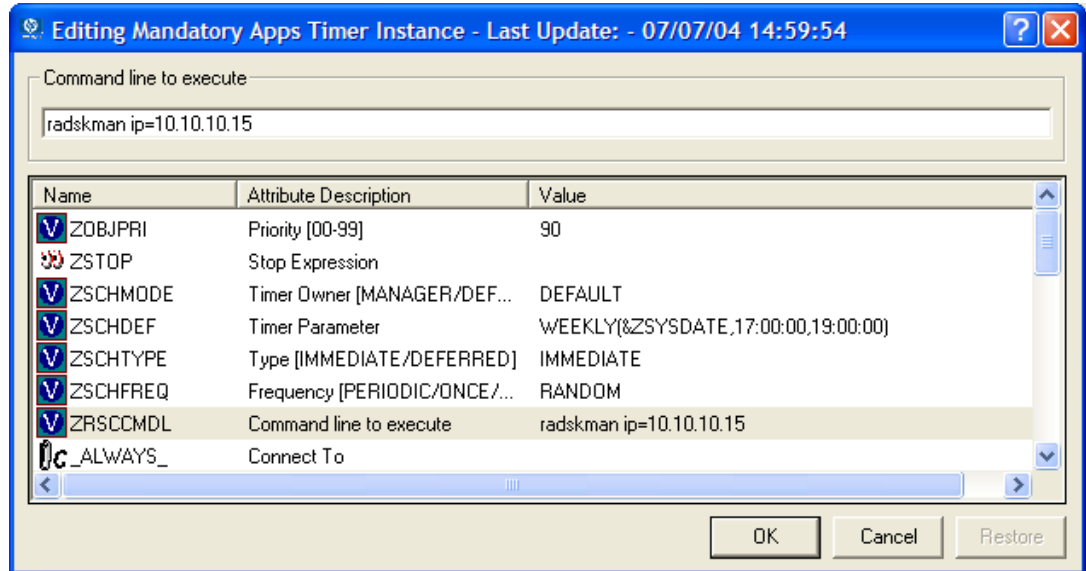 Editing Mandatory Apps Timer Instance - Last Update: - 07/07/04 14:59:54
Command line to execute
radskman ip=10.10.10.15
Name Attribute Description Value
V ZOBJPRI Priority [00-99] 90
ZSTOP Stop Expression
V ZSCHMODE Timer Owner [MANAGER/DEF... DEFAULT
V ZSCHDEF Timer Parameter WEEKLY(&ZSYSDATE,17:00:00,19:00:00)
V ZSCHTYPE Type [IMMEDIATE/DEFERRED] IMMEDIATE
V ZSCHFREQ Frequency [PERIODIC/ONCE/... RANDOM
V ZRSCCMDL Command line to execute radskman ip=10.10.10.15
C _ALWAYS_ Connect To
OK Cancel Restore